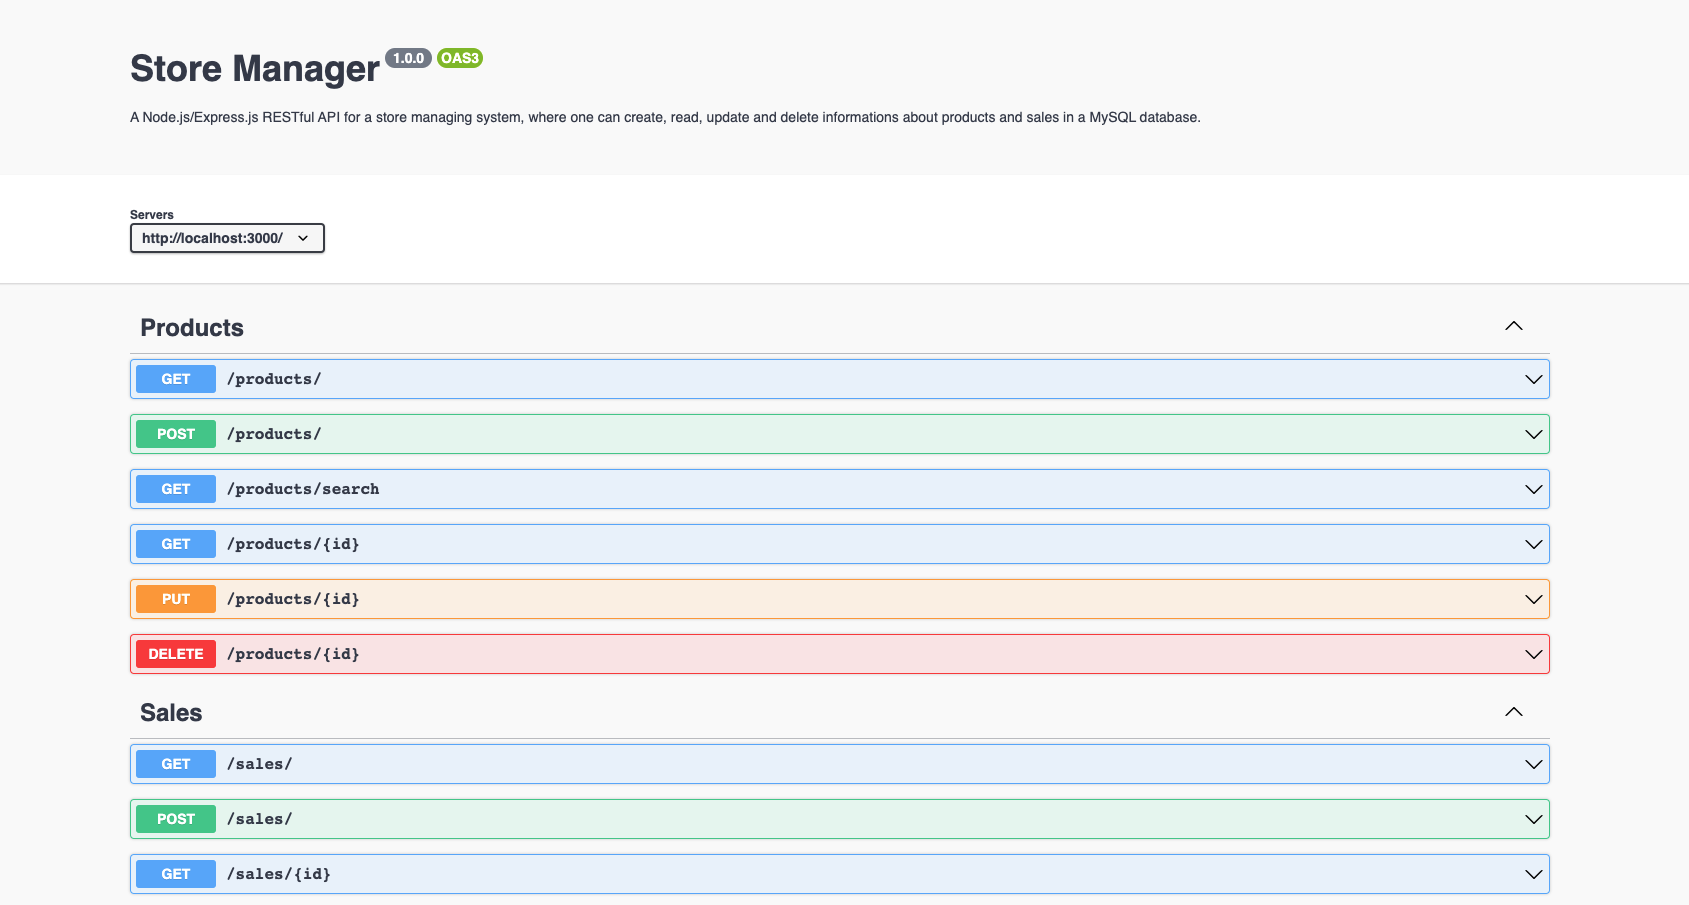 Store Manager 1.0.0 OAS3
A Node.js/Express.js RESTful API for a store managing system, where one can create, read, update and delete informations about products and sales in a MySQL database.
Servers
http://localhost:3000/
Products
GET /products/
POST /products/
GET /products/search
GET /products/{id}
PUT /products/{id}
DELETE /products/{id}
Sales
GET /sales/
POST /sales/
GET /sales/{id}